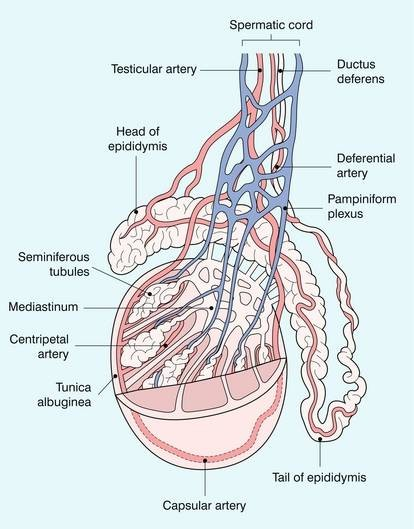 Spermatic cord
Testicular artery
Ductus
deferens
Head of
epididymis
Deferential
artery
Pampiniform
plexus
Seminiferous
tubules
Mediastinum
Centripetal
artery
Tunica
albuginea
Tail of epididymis
Capsular artery